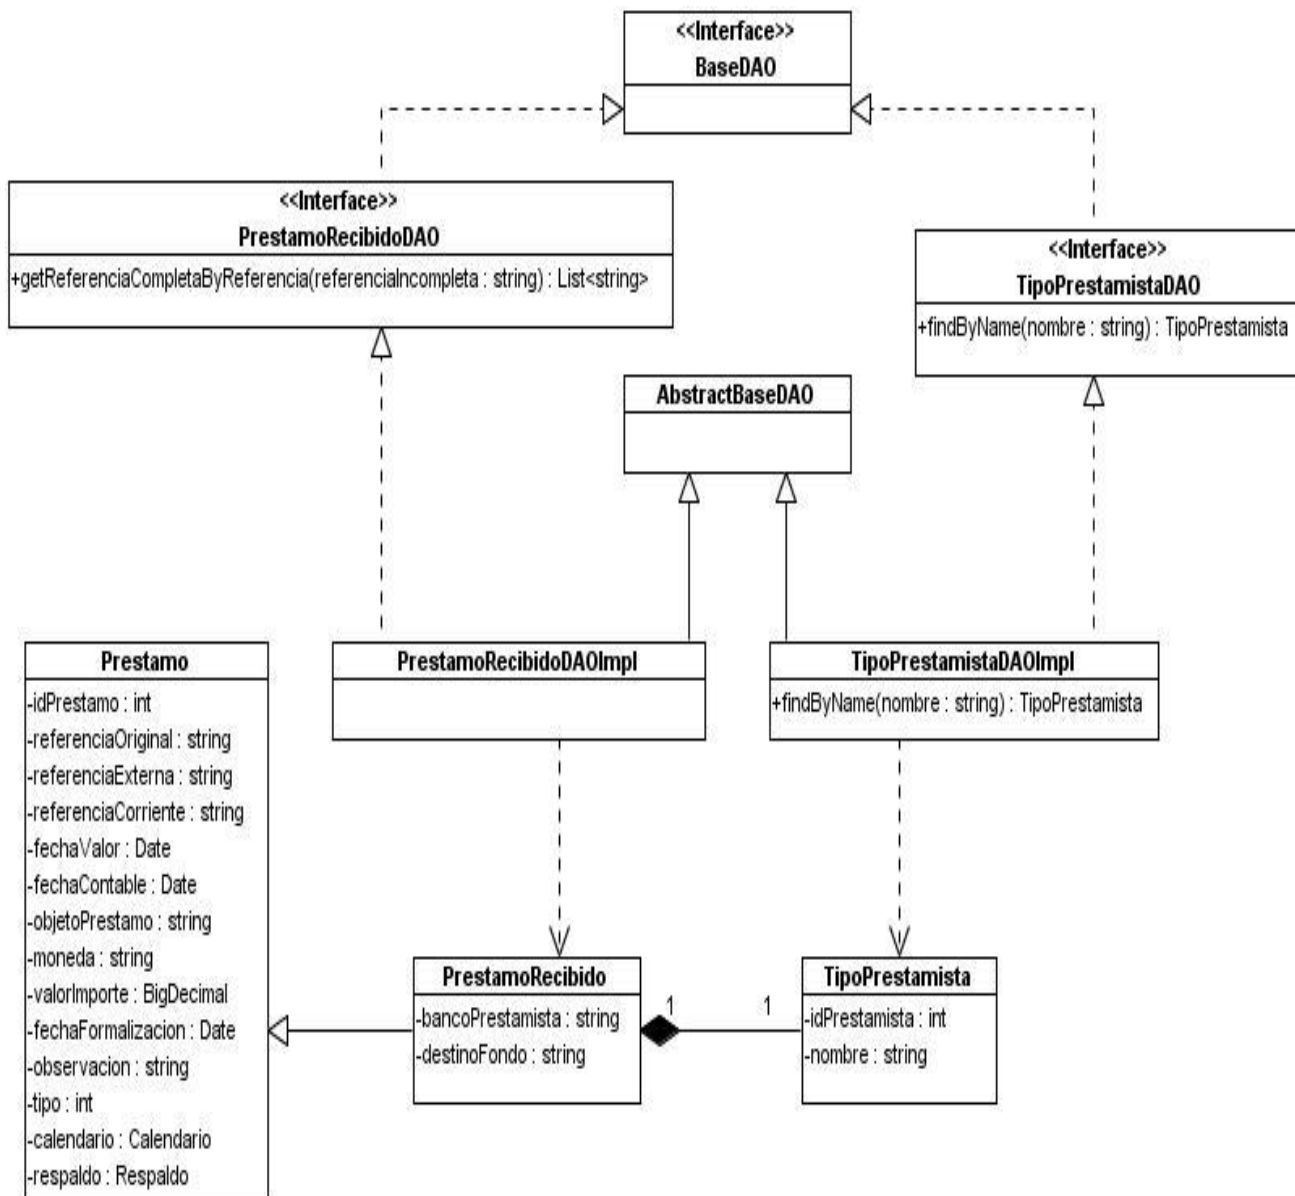 <<Interface>>
BaseDAO
<<Interface>>
PrestamoRecibidoDAO
+getReferenciaCompletaByReferencia(referenciaIncompleta : string) : List<string>
<<Interface>>
TipoPrestamistaDAO
+findByName(nombre : string) : TipoPrestamista
AbstractBaseDAO
Prestamo
-idPrestamo : int
-referenciaOriginal : string
-referenciaExterna : string
-referenciaCorriente : string
-fechaValor : Date
-fechaContable : Date
-objetoPrestamo : string
-moneda : string
-valorImporte : BigDecimal
-fechaFormalizacion : Date
-observacion : string
-tipo : int
-calendario : Calendario
-respaldo : Respaldo
PrestamoRecibidoDAOImpl
TipoPrestamistaDAOImpl
+findByName(nombre : string) : TipoPrestamista
PrestamoRecibido
-bancoPrestamista : string
-destinoFondo : string
1
1
TipoPrestamista
-idPrestamista : int
-nombre : string